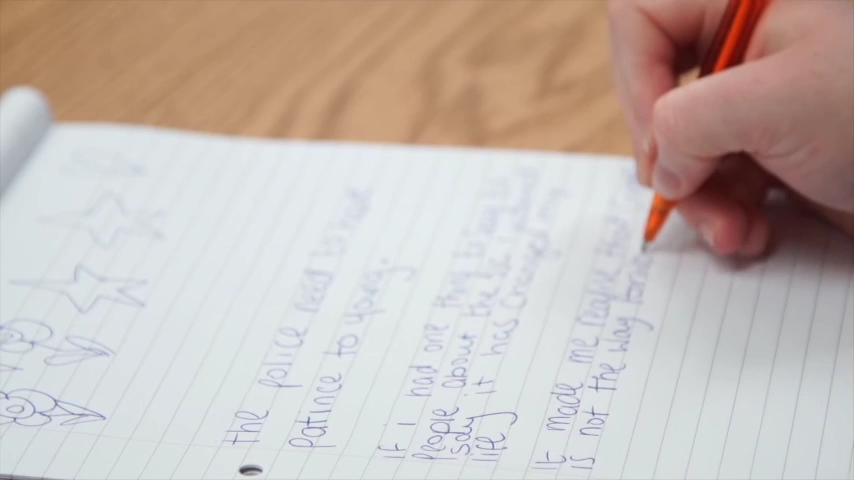 the police need to have
patince to young.
If i had one thing to say to
people about the
say it has changed my
life
It made me realise that
is not the way forward